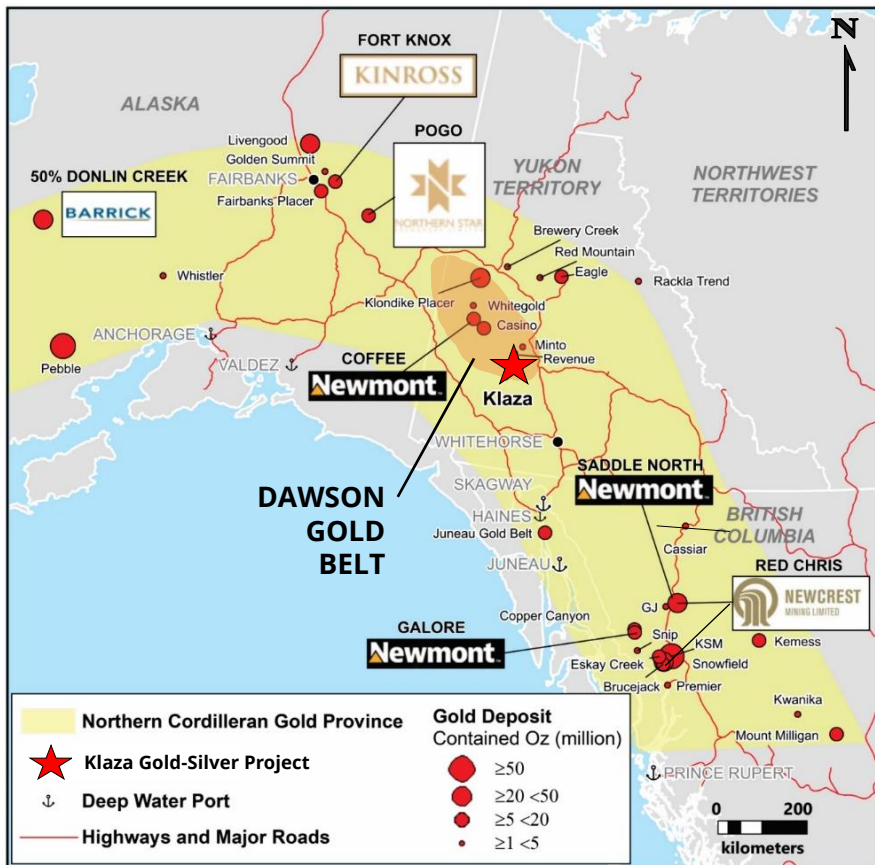 N
FORT KNOX
KINROSS
ALASKA
POGO
Livengood
Golden Summit
FAIRBANKS
Fairbanks Placer
50% DONLIN CREEK
BARRICK
NORTHERN STAR
YUKON
TERRITORY
NORTHWEST
TERRITORIES
Brewery Creek
Red Mountain
Eagle
Rackla Trend
Whistler
Klondike Placer
Whitegold
Casino
ANCHORAGE
Minto
Revenue
Pebble
VALDEZ
COFFEE
Newmont
Klaza
WHITEHORSE
SADDLE NORTH
Newmont
SKAGWAY
DAWSON
GOLD
BELT
HAINES
Juneau Gold Belt
BRITISH
COLUMBIA
Cassiar
JUNEAU
RED CHRIS
NEWCREST
MINING LIMITED
GJ
Copper Canyon
GALORE
Newmont
Snip
KSM
Kemess
Eskay Creek
Snowfield
Brucejack
Premier
Kwanika
Mount Milligan
PRINCE RUPERT
Northern Cordilleran Gold Province
Klaza Gold-Silver Project
Deep Water Port
Highways and Major Roads
Gold Deposit
Contained Oz (million)
≥50
≥20 <50
≥5 <20
≥1 <5
0 200
kilometers